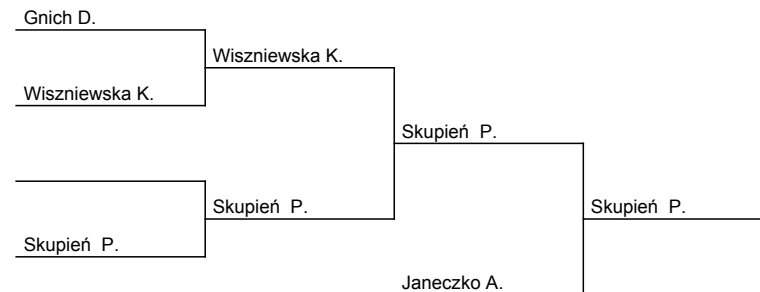 Gnich D.
Wiszniewska K.
Wiszniewska K.
Skupień  P.
Skupień  P.
Skupień  P.
Skupień  P.
Janeczko A.